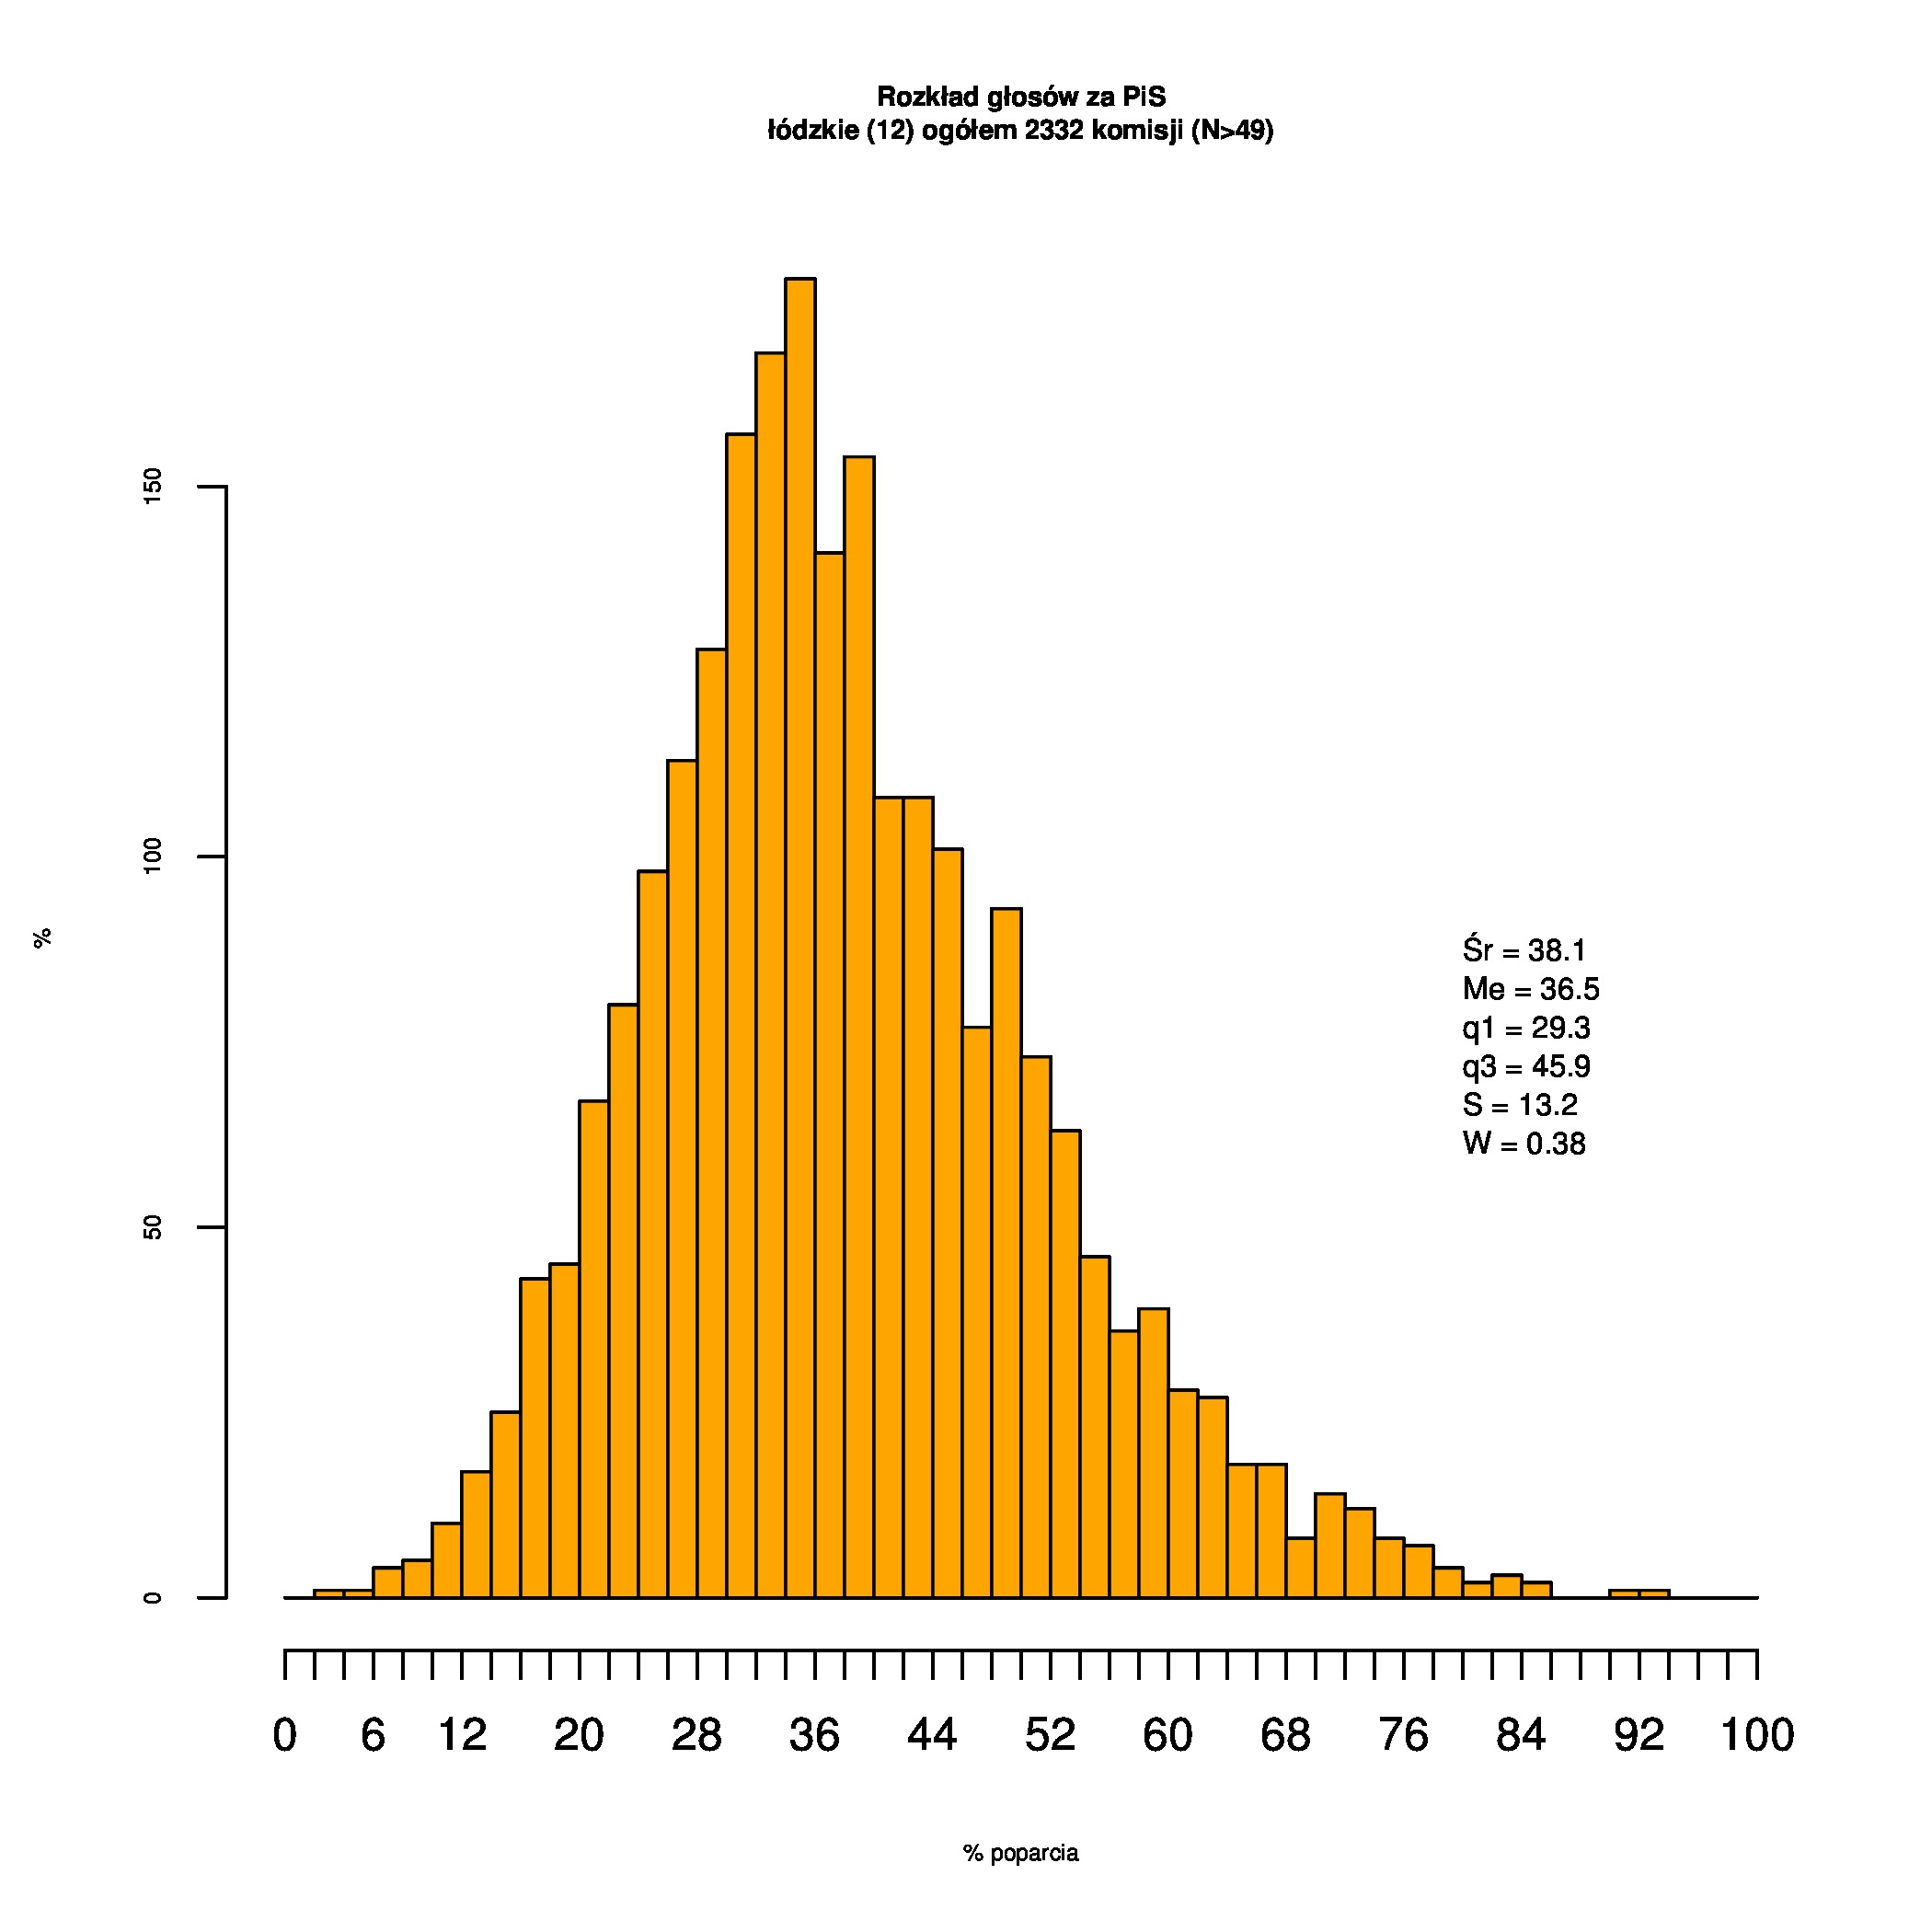 Rozkład głosów za PiS
łódzkie (12) ogółem 2332 komisji (N>49)
150
100
50
0
%
Śr = 38.1
Me = 36.5
q1 = 29.3
q3 = 45.9
S = 13.2
W = 0.38
0 6 12 20 28 36 44 52 60 68 76 84 92 100
% poparcia